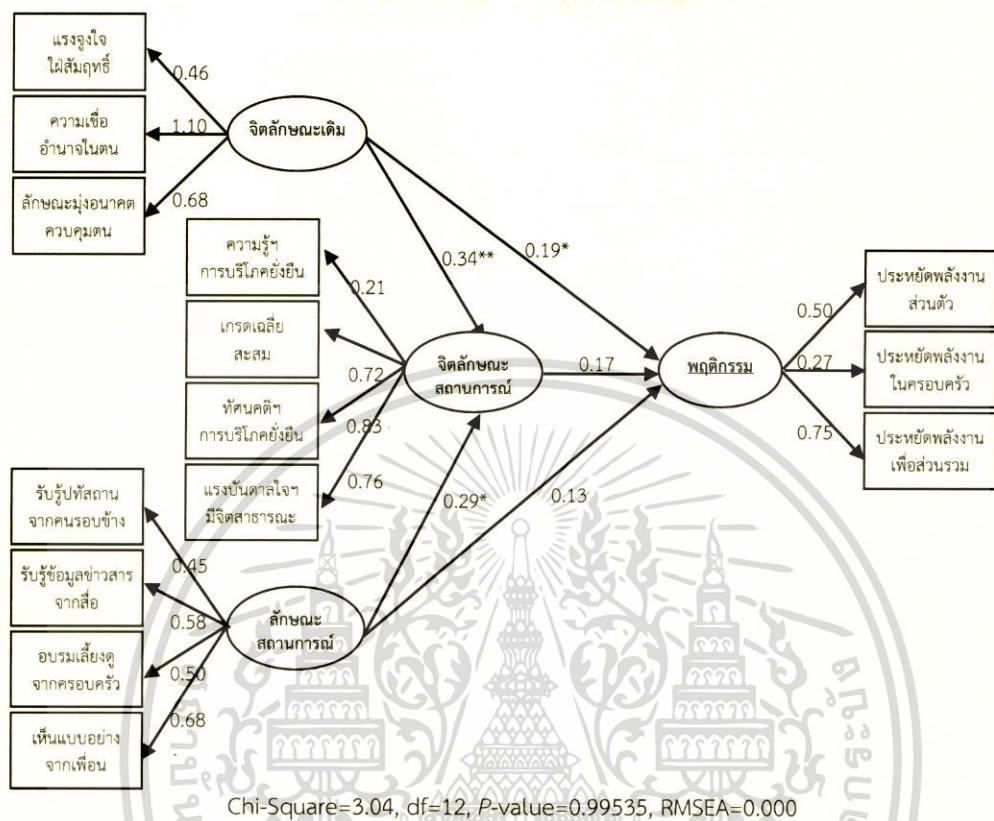 แรงจูงใจ
ใฝ่สัมฤทธิ์
0.46
ความเชื่อ
อำนาจในตน
1.10
จิตลักษณะเดิม
ลักษณะมุ่งอนาคต
ควบคุมตน
0.68
ความรู้ฯ
การบริโภคยั่งยืน
0.21
0.34**
0.19*
เกรดเฉลี่ย
สะสม
0.72
จิตลักษณะ
สถานการณ์
0.17
พฤติกรรม
0.50
ประหยัดพลังงาน
ส่วนตัว
0.27
ประหยัดพลังงาน
ในครอบครัว
0.75
ประหยัดพลังงาน
เพื่อส่วนรวม
ทัศนคติฯ
การบริโภคยั่งยืน
0.83
แรงบันดาลใจฯ
มีจิตสาธารณะ
0.76
0.29*
0.13
รับรู้ปทัสถาน
จากคนรอบข้าง
0.45
รับรู้ข้อมูลข่าวสาร
จากสื่อ
0.58
ลักษณะ
สถานการณ์
อบรมเลี้ยงดู
จากครอบครัว
0.50
เห็นแบบอย่าง
จากเพื่อน
0.68
Chi-Square=3.04, df=12, P-value=0.99535, RMSEA=0.000